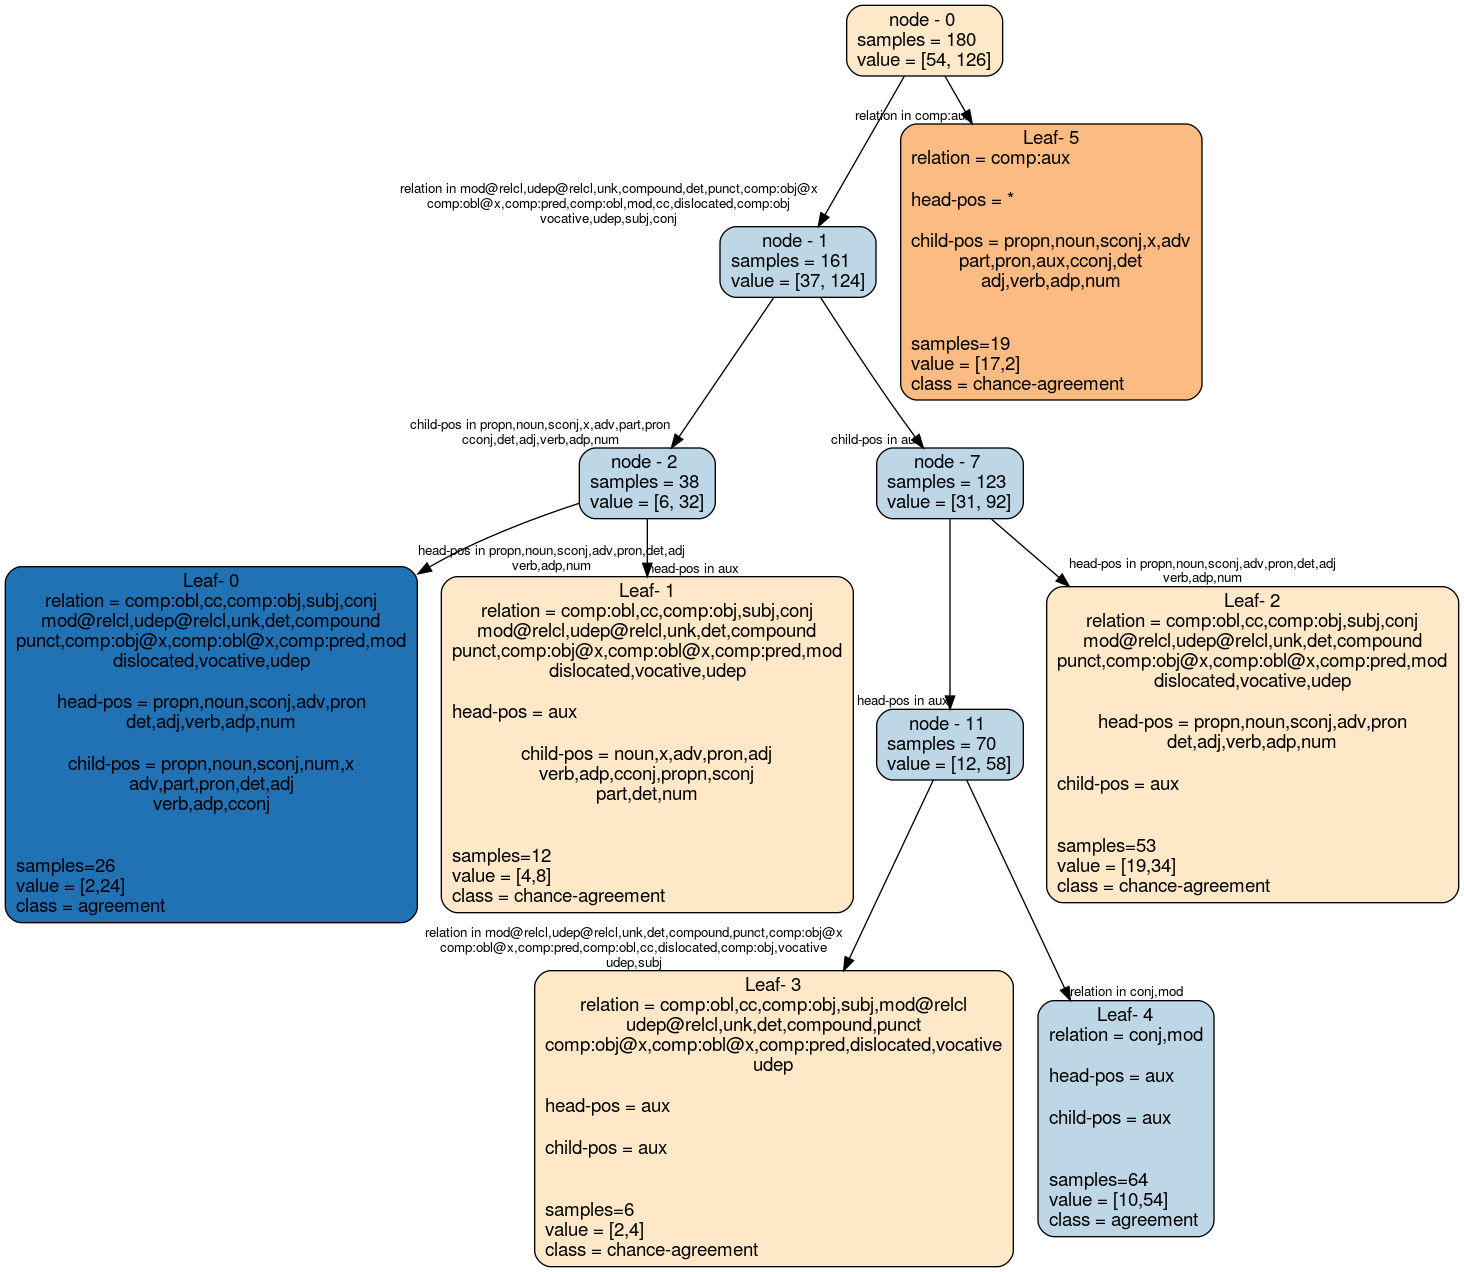 node - 0
samples = 180
value = [54, 126]
relation in comp:aux
Leaf- 5
relation = comp:aux
head-pos = *
child-pos = propn,noun,sconj,x,adv
part,pron,aux,cconj,det
adj,verb,adp,num
samples=19
value = [17,2]
class = chance-agreement
relation in mod@relcl,udep@relcl,unk,compound,det,punct,comp:obj@x
comp:obl@x,comp:pred,comp:obl,mod,cc,dislocated,comp:obj
vocative,udep,subj,conj
node - 1
samples = 161
value = [37, 124]
child-pos in propn,noun,sconj,x,adv,part,pron
cconj,det,adj,verb,adp,num
node - 2
samples = 38
value = [6, 32]
child-pos in aux
node - 7
samples = 123
value = [31, 92]
head-pos in propn,noun,sconj,adv,pron,det,adj
verb,adp,num
Leaf- 0
relation = comp:obl,cc,comp:obj,subj,conj
mod@relcl,udep@relcl,unk,det,compound
punct,comp:obj@x,comp:obl@x,comp:pred,mod
dislocated,vocative,udep
head-pos = propn,noun,sconj,adv,pron
det,adj,verb,adp,num
child-pos = propn,noun,sconj,num,x
adv,part,pron,det,adj
verb,adp,cconj
samples=26
value = [2,24]
class = agreement
head-pos in aux
Leaf- 1
relation = comp:obl,cc,comp:obj,subj,conj
mod@relcl,udep@relcl,unk,det,compound
punct,comp:obj@x,comp:obl@x,comp:pred,mod
dislocated,vocative,udep
head-pos = aux
child-pos = noun,x,adv,pron,adj
verb,adp,cconj,propn,sconj
part,det,num
samples=12
value = [4,8]
class = chance-agreement
head-pos in propn,noun,sconj,adv,pron,det,adj
verb,adp,num
Leaf- 2
relation = comp:obl,cc,comp:obj,subj,conj
mod@relcl,udep@relcl,unk,det,compound
punct,comp:obj@x,comp:obl@x,comp:pred,mod
dislocated,vocative,udep
head-pos = propn,noun,sconj,adv,pron
det,adj,verb,adp,num
child-pos = aux
samples=53
value = [19,34]
class = chance-agreement
head-pos in aux
node - 11
samples = 70
value = [12, 58]
relation in mod@relcl,udep@relcl,unk,det,compound,punct,comp:obj@x
comp:obl@x,comp:pred,comp:obl,cc,dislocated,comp:obj,vocative
udep,subj
Leaf- 3
relation = comp:obl,cc,comp:obj,subj,mod@relcl
udep@relcl,unk,det,compound,punct
comp:obj@x,comp:obl@x,comp:pred,dislocated,vocative
udep
head-pos = aux
child-pos = aux
samples=6
value = [2,4]
class = chance-agreement
relation in conj,mod
Leaf- 4
relation = conj,mod
head-pos = aux
child-pos = aux
samples=64
value = [10,54]
class = agreement